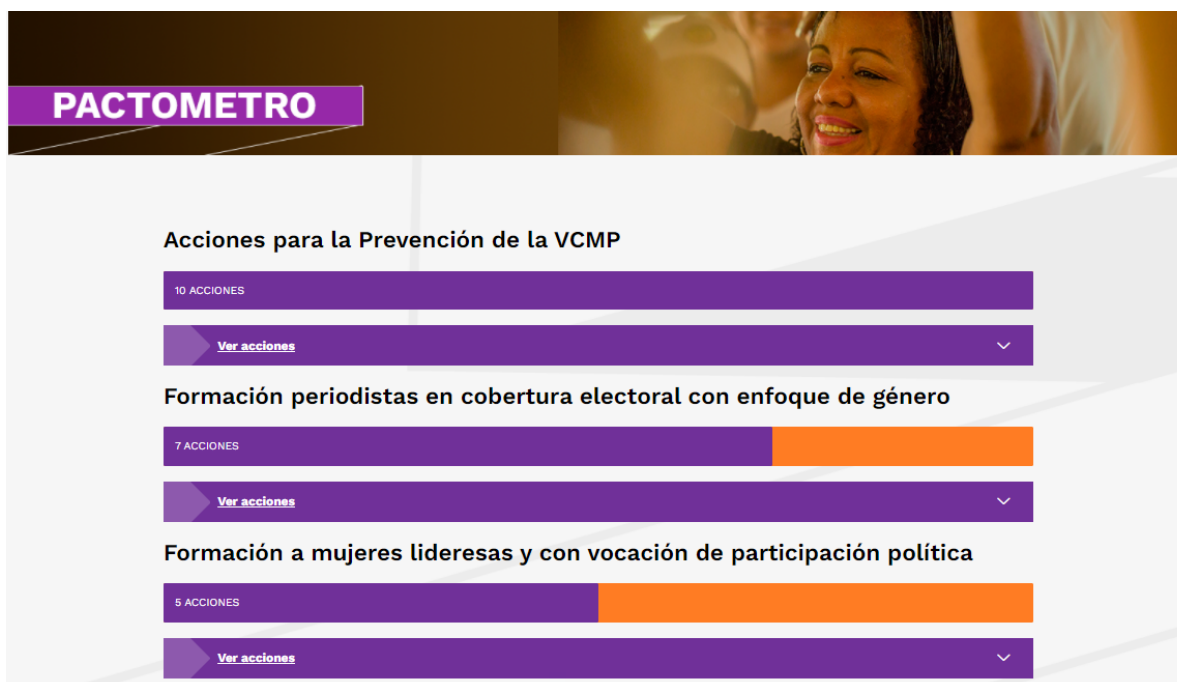 PACTOMETRO
Acciones para la Prevención de la VCMP
10 ACCIONES
Ver acciones
Formación periodistas en cobertura electoral con enfoque de género
7 ACCIONES
Ver acciones
Formación a mujeres lideresas y con vocación de participación política
5 ACCIONES
Ver acciones